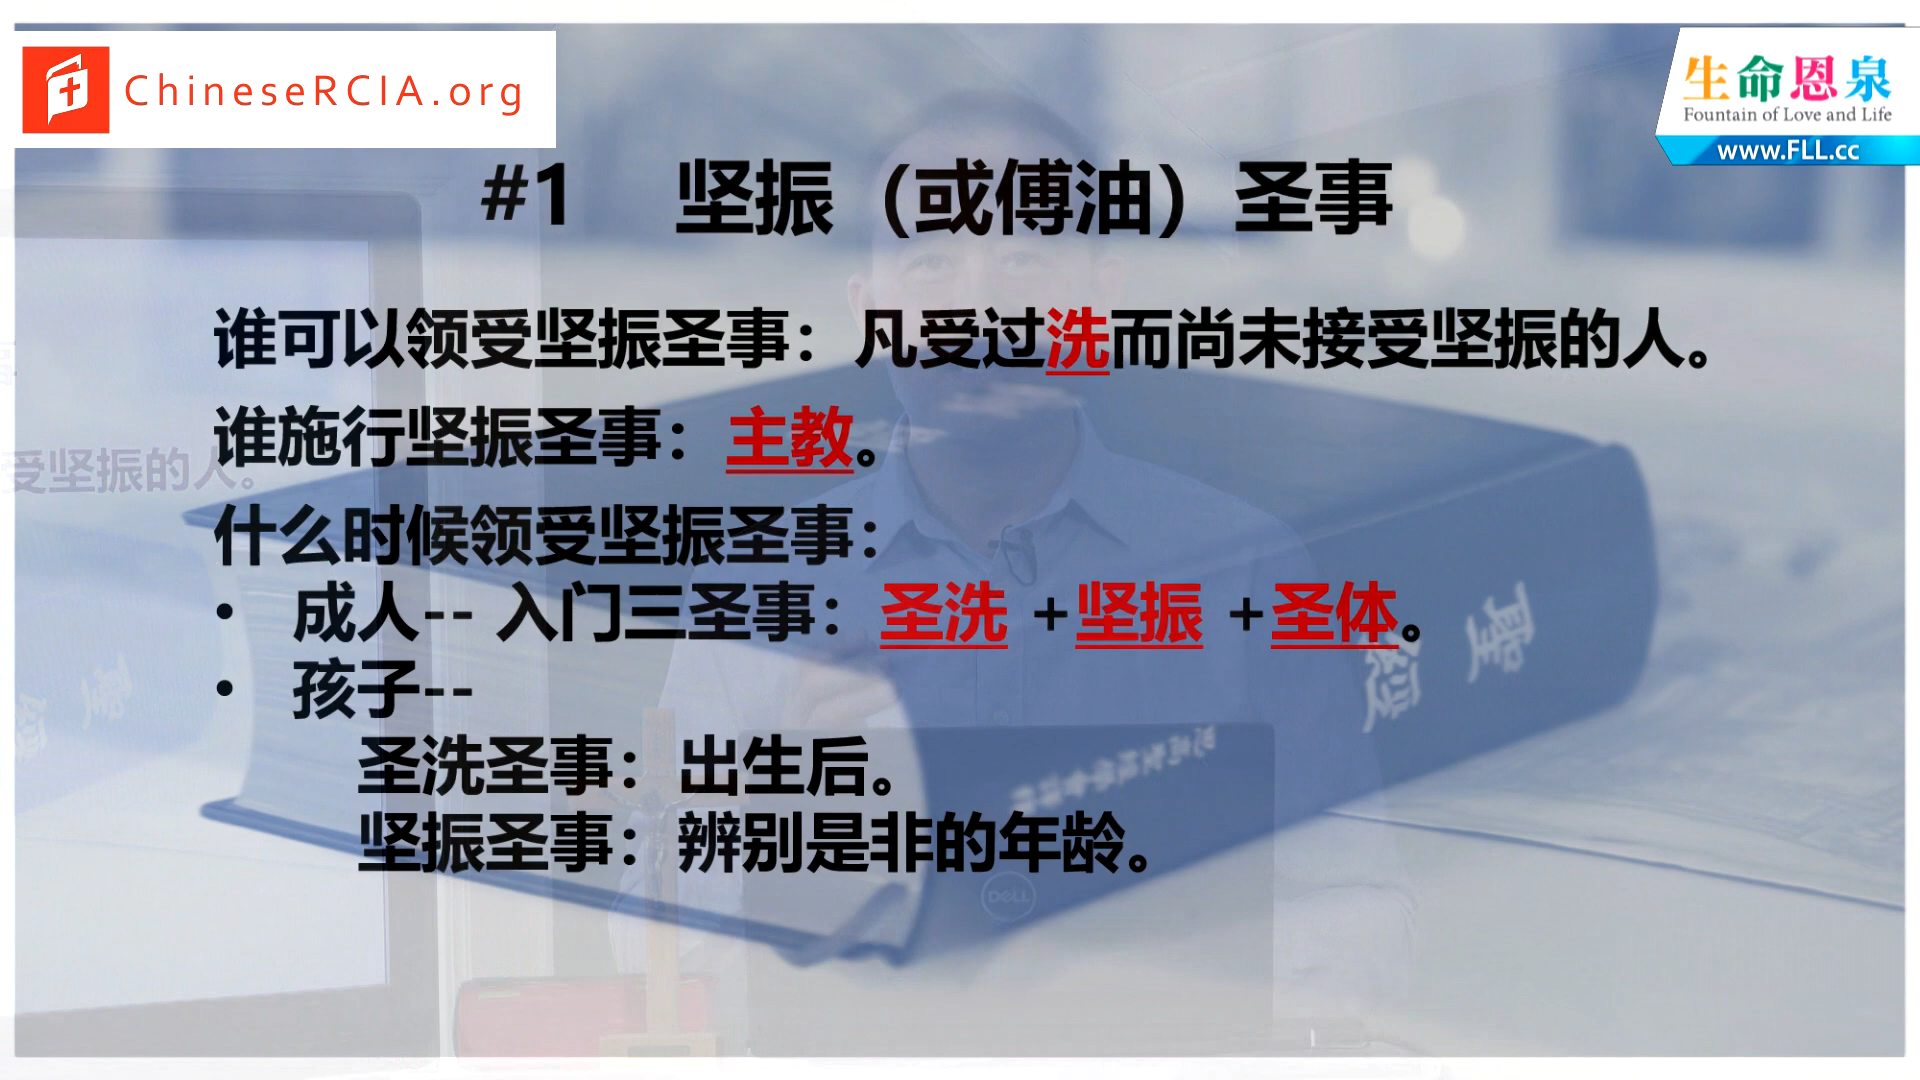 ChineseRCIA.org
生命恩泉
Fountain of Love and Life
www.FLL.cc
#1 坚振（或傅油）圣事
谁可以领受坚振圣事：凡受过洗而尚未接受坚振的人。
谁施行坚振圣事：主教。
受坚振的人。
什么时候领受坚振圣事：
• 成人-- 入门三圣事：圣洗 +坚振 +圣体。
• 孩子--
圣洗圣事：出生后。
坚振圣事：辨别是非的年龄。
聖
經
DELL